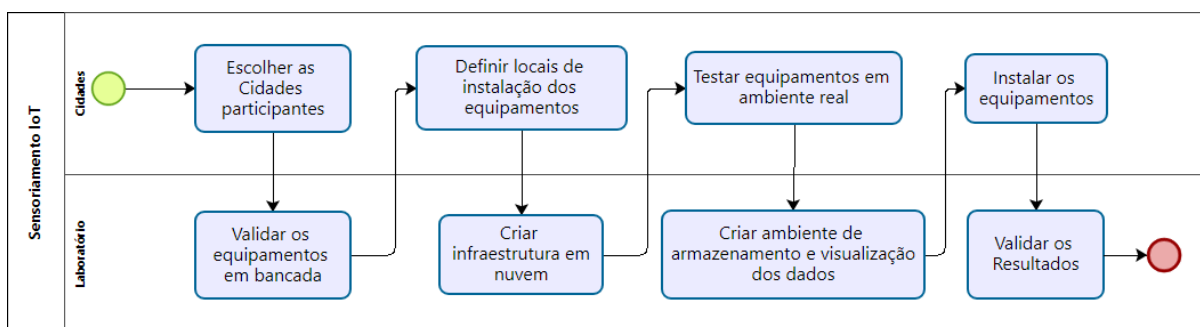 Sensoriamento IoT
Cidades
Escolher as
Cidades
participantes
Definir locais de
instalação dos
equipamentos
Testar equipamentos em
ambiente real
Instalar os
equipamentos
Laboratório
Validar os
equipamentos
em bancada
Criar
infraestrutura em
nuvem
Criar ambiente de
armazenamento e visualização
dos dados
Validar os
Resultados